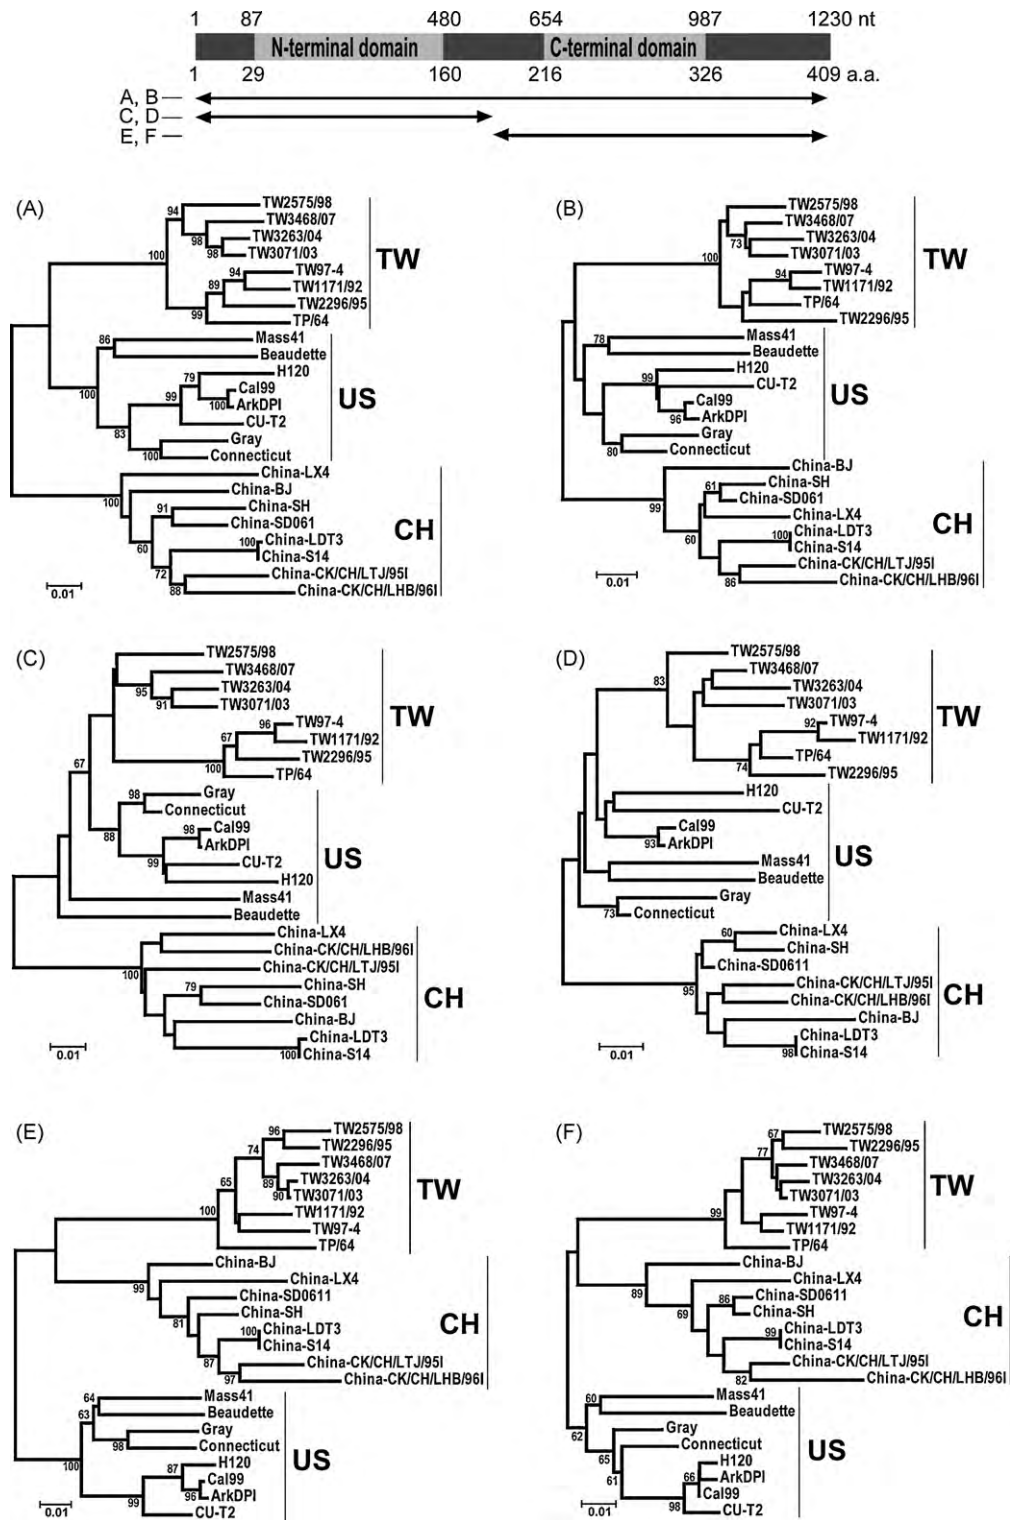 1 87 480 654 987 1230 nt
N-terminal domain C-terminal domain
1 29 160 216 326 409 a.a.
A, B
C, D
E, F
(A)
TW2575/98
94
TW3468/07
98
TW3263/04
98
TW3071/03
100
TW97-4
94
TW1171/92
89
TW2296/95
99
TP/64
TW
Mass41
86
Beaudette
H120
79
Cal99
99
ArkDPI
100
CU-T2
100
Gray
83
Connecticut
100
US
China-LX4
China-BJ
100
China-SH
91
China-SD061
60
China-LDT3
100
China-S14
China-CK/CH/LTJ/95I
72
China-CK/CH/LHB/96I
88
CH
0.01
(B)
TW2575/98
TW3468/07
TW3263/04
73
TW3071/03
100
TW97-4
94
TW1171/92
TP/64
TW2296/95
TW
Mass41
78
Beaudette
H120
99
CU-T2
Cal99
ArkDPI
96
Gray
Connecticut
80
US
China-BJ
99
China-SH
61
China-SD061
China-LX4
60
China-LDT3
100
China-S14
China-CK/CH/LTJ/95I
China-CK/CH/LHB/96I
86
CH
0.01
(C)
TW2575/98
TW3468/07
95
TW3263/04
91
TW3071/03
TW97-4
96
TW1171/92
67
TW2296/95
100
TP/64
TW
67
Gray
98
Connecticut
88
Cal99
98
ArkDPI
CU-T2
99
H120
Mass41
Beaudette
US
China-LX4
China-CK/CH/LHB/96I
100
China-CK/CH/LTJ/95I
China-SH
79
China-SD061
China-BJ
China-LDT3
China-S14
100
CH
0.01
(D)
TW2575/98
83
TW3468/07
TW3263/04
TW3071/03
TW97-4
92
TW1171/92
TP/64
74
TW2296/95
TW
H120
CU-T2
Cal99
ArkDPI
93
Mass41
Beaudette
Gray
Connecticut
73
US
China-LX4
60
China-SH
China-SD0611
95
China-CK/CH/LTJ/95I
China-CK/CH/LHB/96I
China-BJ
China-LDT3
China-S14
98
CH
0.01
(E)
TW2575/98
96
TW2296/95
74
TW3468/07
89
TW3263/04
90
TW3071/03
65
TW1171/92
100
TW97-4
TP/64
TW
China-BJ
99
China-LX4
China-SD0611
81
China-SH
China-LDT3
100
China-S14
87
China-CK/CH/LTJ/95I
China-CK/CH/LHB/96I
97
CH
Mass41
64
Beaudette
63
Gray
Connecticut
98
100
H120
87
Cal99
ArkDPI
96
CU-T2
99
US
0.01
(F)
TW2575/98
67
TW2296/95
77
TW3468/07
TW3263/04
TW3071/03
TW97-4
99
TW1171/92
TP/64
TW
China-BJ
89
China-LX4
69
China-SD0611
86
China-SH
China-LDT3
99
China-S14
China-CK/CH/LTJ/95I
China-CK/CH/LHB/96I
82
CH
Mass41
60
Beaudette
62
Gray
65
Connecticut
61
H120
66
ArkDPI
Cal99
98
CU-T2
US
0.01